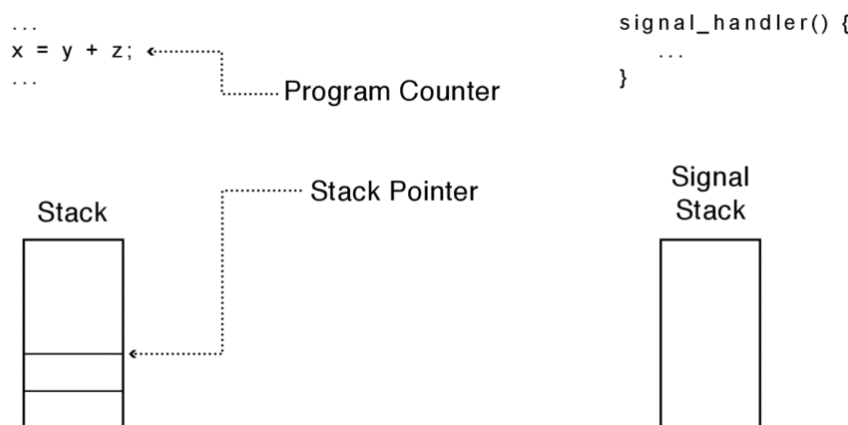 ...
x = y + z;
...
Program Counter
signal_handler() {
...
}
Stack Pointer
Stack
Signal
Stack